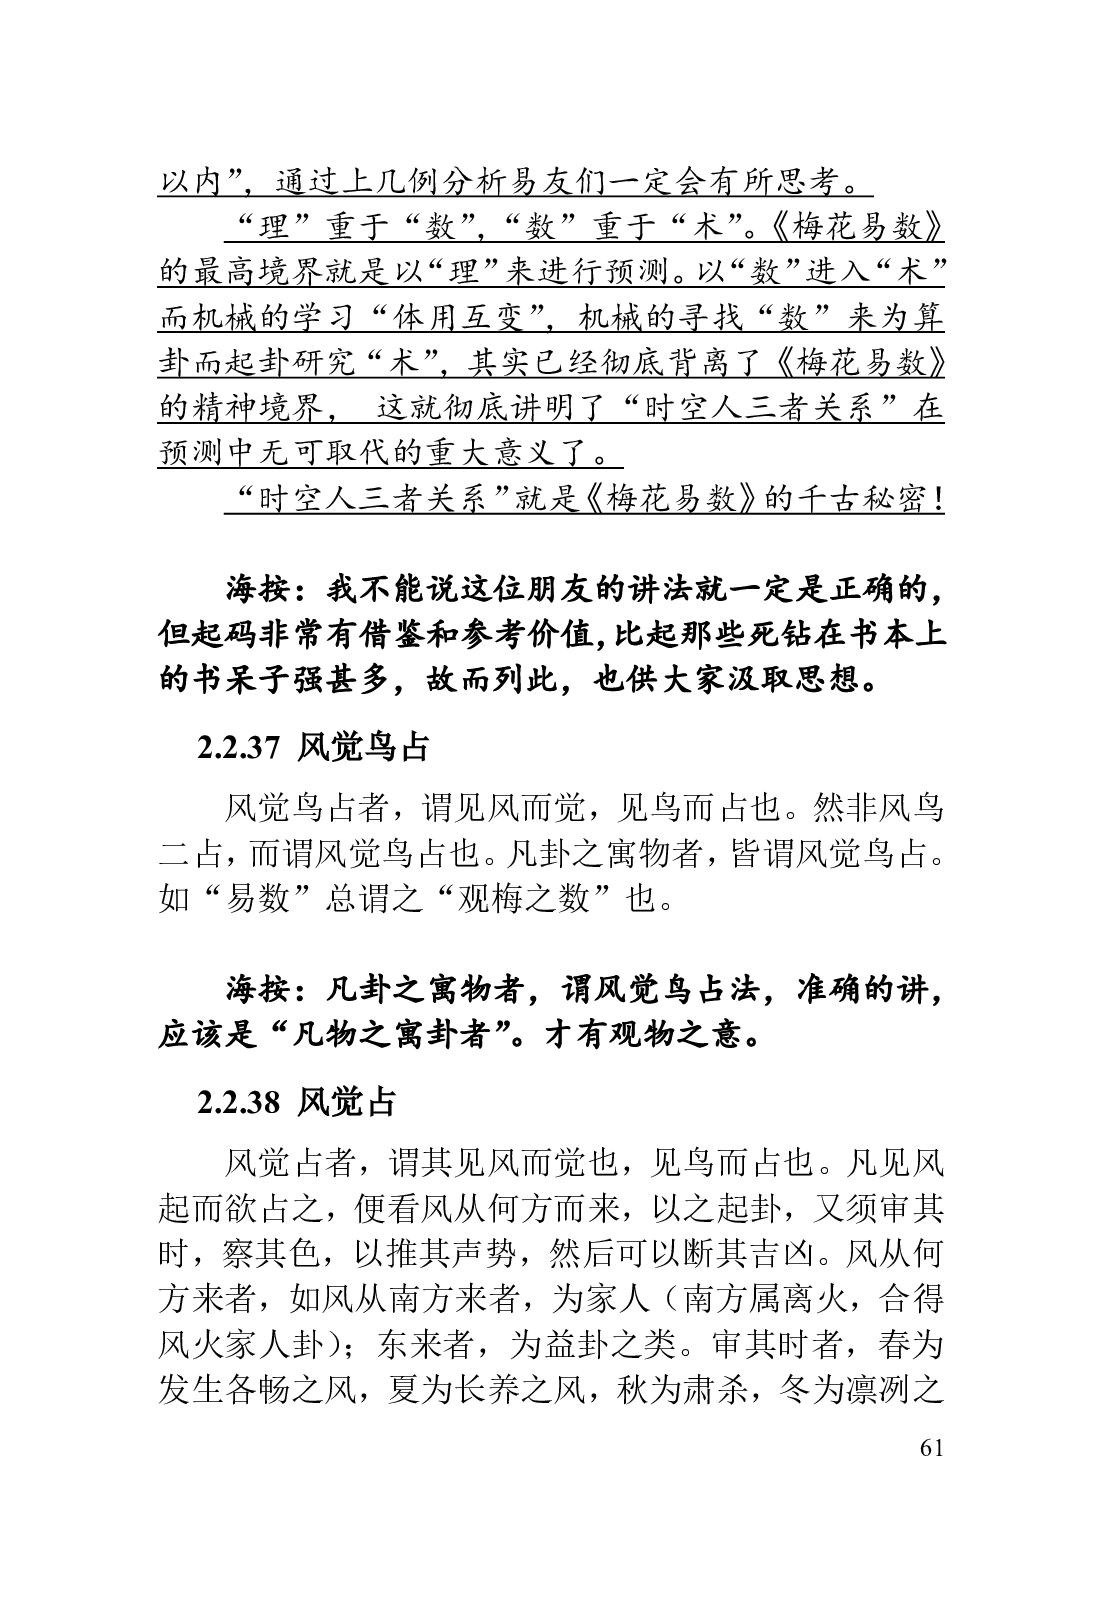 以内”，通过上几例分析易友们一定会有所思考。
“理”重于“数”，“数”重于“术”。《梅花易数》
的最高境界就是以“理”来进行预测。以“数”进入“术”
而机械的学习“体用互变”，机械的寻找“数”来为算
卦而起卦研究“术”，其实已经彻底背离了《梅花易数》
的精神境界， 这就彻底讲明了“时空人三者关系”在
预测中无可取代的重大意义了。
“时空人三者关系”就是《梅花易数》的千古秘密！
海按：我不能说这位朋友的讲法就一定是正确的，
但起码非常有借鉴和参考价值，比起那些死钻在书本上
的书呆子强甚多，故而列此，也供大家汲取思想。
2.2.37 风觉鸟占
风觉鸟占者，谓见风而觉，见鸟而占也。然非风鸟
二占，而谓风觉鸟占也。凡卦之寓物者，皆谓风觉鸟占。
如“易数”总谓之“观梅之数”也。
海按：凡卦之寓物者，谓风觉鸟占法，准确的讲，
应该是“凡物之寓卦者”。才有观物之意。
2.2.38 风觉占
风觉占者，谓其见风而觉也，见鸟而占也。凡见风
起而欲占之，便看风从何方而来，以之起卦，又须审其
时，察其色，以推其声势，然后可以断其吉凶。风从何
方来者，如风从南方来者，为家人（南方属离火，合得
风火家人卦）；东来者，为益卦之类。审其时者，春为
发生各畅之风，夏为长养之风，秋为肃杀，冬为凛冽之
61